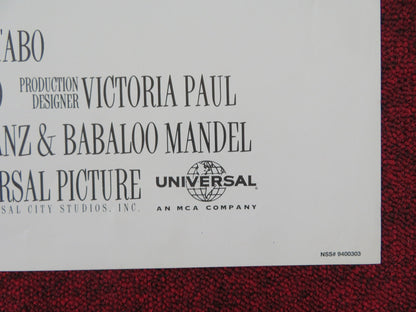 TABO
PRODUCTION
DESIGNER VICTORIA PAUL
ANZ & BABALOO MANDEL
RSAL PICTURE UNIVERSAL
SAL CITY STUDIOS, INC. AN MCA COMPANY
NSS# 9400303